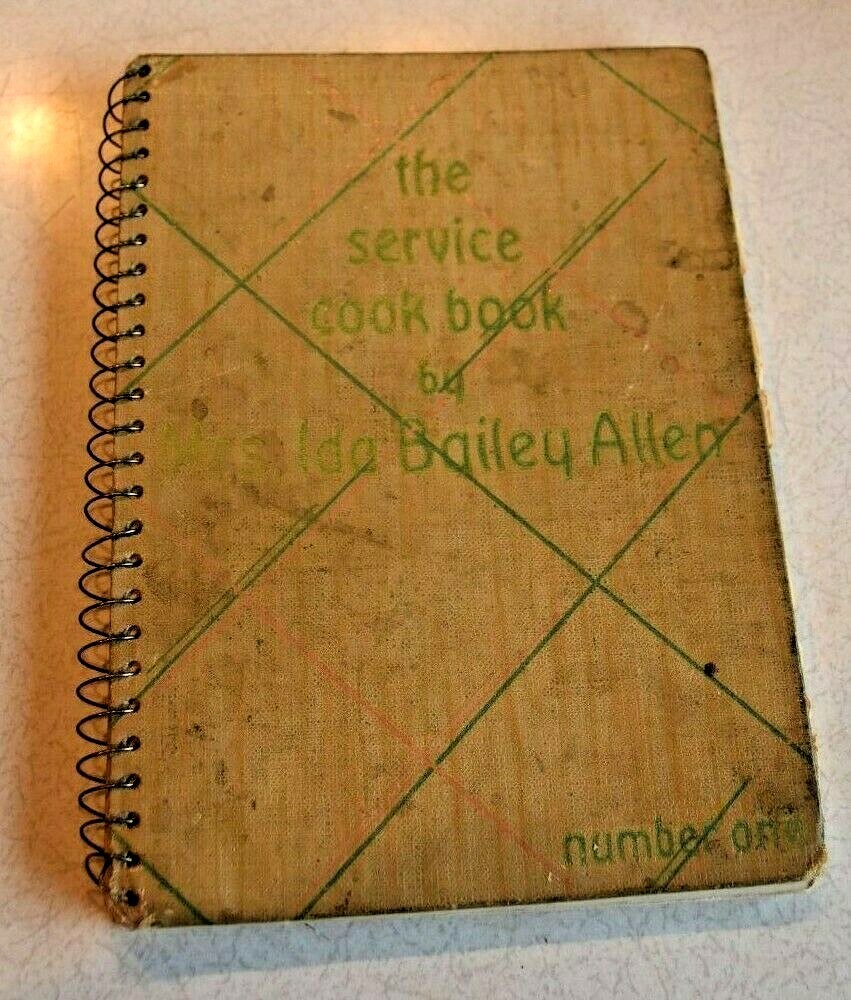 the
service
cook book
by
Mrs. Ida Bailey Allen
number one